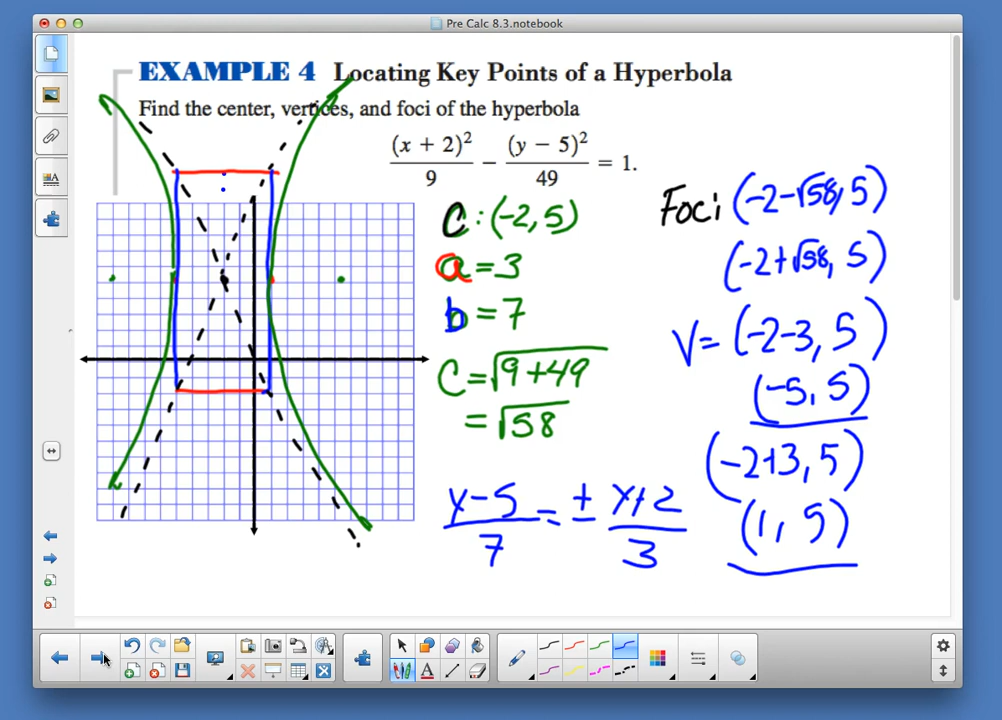 Pre Calc 8.3.notebook
EXAMPLE 4 Locating Key Points of a Hyperbola
Find the center, vertices, and foci of the hyperbola
(x + 2)² / 9 − (y − 5)² / 49 = 1.
C : (-2, 5)
a = 3
b = 7
C = √9+49
= √58
y-5 / 7 = ± x+2 / 3
Foci (-2-√58, 5)
(-2+√58, 5)
V = (-2-3, 5)
(-5, 5)
(-2+3, 5)
(1, 5)